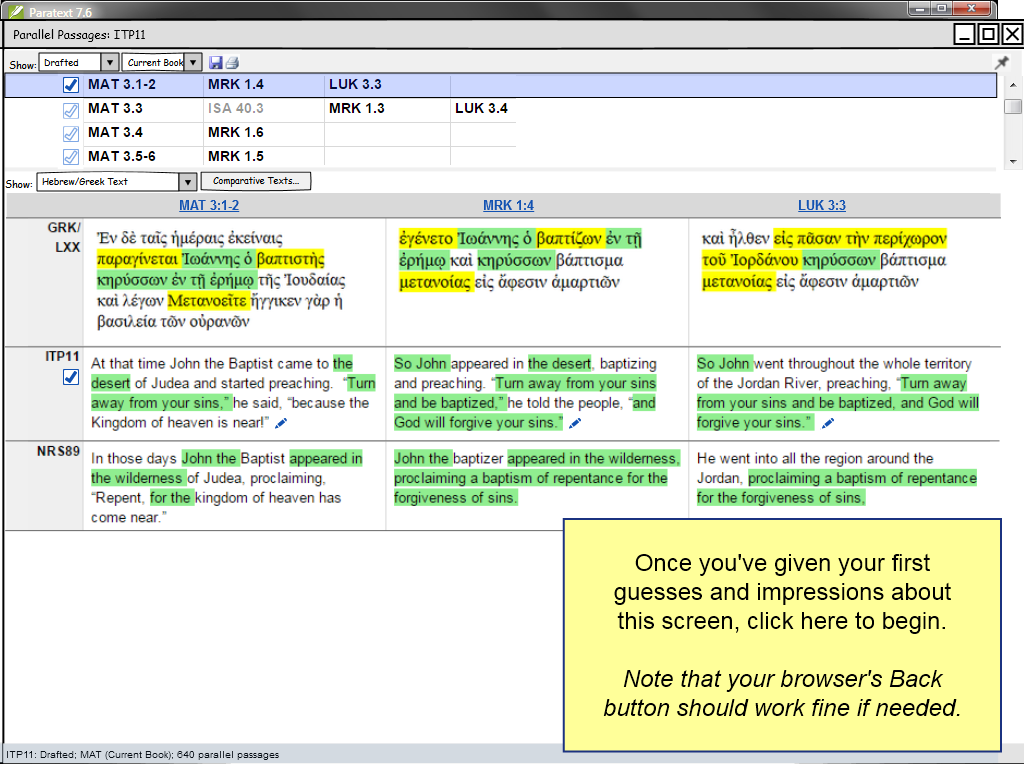 Paratext 7.6
Parallel Passages: ITP11
Show: Drafted Current Book
MAT 3.1-2 MRK 1.4 LUK 3.3
MAT 3.3 ISA 40.3 MRK 1.3 LUK 3.4
MAT 3.4 MRK 1.6
MAT 3.5-6 MRK 1.5
Show: Hebrew/Greek Text Comparative Texts...
MAT 3:1-2 MRK 1:4 LUK 3:3
GRK/
LXX
Ἐν δὲ ταῖς ἡμέραις ἐκείναις
παραγίνεται Ἰωάννης ὁ βαπτιστὴς
κηρύσσων ἐν τῇ ἐρήμῳ τῆς Ἰουδαίας
καὶ λέγων Μετανοεῖτε ἤγγικεν γὰρ ἡ
βασιλεία τῶν οὐρανῶν
ἐγένετο Ἰωάννης ὁ βαπτίζων ἐν τῇ
ἐρήμῳ καὶ κηρύσσων βάπτισμα
μετανοίας εἰς ἄφεσιν ἁμαρτιῶν
καὶ ἦλθεν εἰς πᾶσαν τὴν περίχωρον
τοῦ Ἰορδάνου κηρύσσων βάπτισμα
μετανοίας εἰς ἄφεσιν ἁμαρτιῶν
ITP11
At that time John the Baptist came to the
desert of Judea and started preaching. “Turn
away from your sins,” he said, “because the
Kingdom of heaven is near!”
So John appeared in the desert, baptizing
and preaching. “Turn away from your sins
and be baptized,” he told the people, “and
God will forgive your sins.”
So John went throughout the whole territory
of the Jordan River, preaching, “Turn away
from your sins and be baptized, and God will
forgive your sins.”
NRS89
In those days John the Baptist appeared in
the wilderness of Judea, proclaiming,
“Repent, for the kingdom of heaven has
come near.”
John the baptizer appeared in the wilderness,
proclaiming a baptism of repentance for the
forgiveness of sins.
He went into all the region around the
Jordan, proclaiming a baptism of repentance
for the forgiveness of sins,
Once you've given your first
guesses and impressions about
this screen, click here to begin.
Note that your browser's Back
button should work fine if needed.
ITP11: Drafted; MAT (Current Book); 640 parallel passages